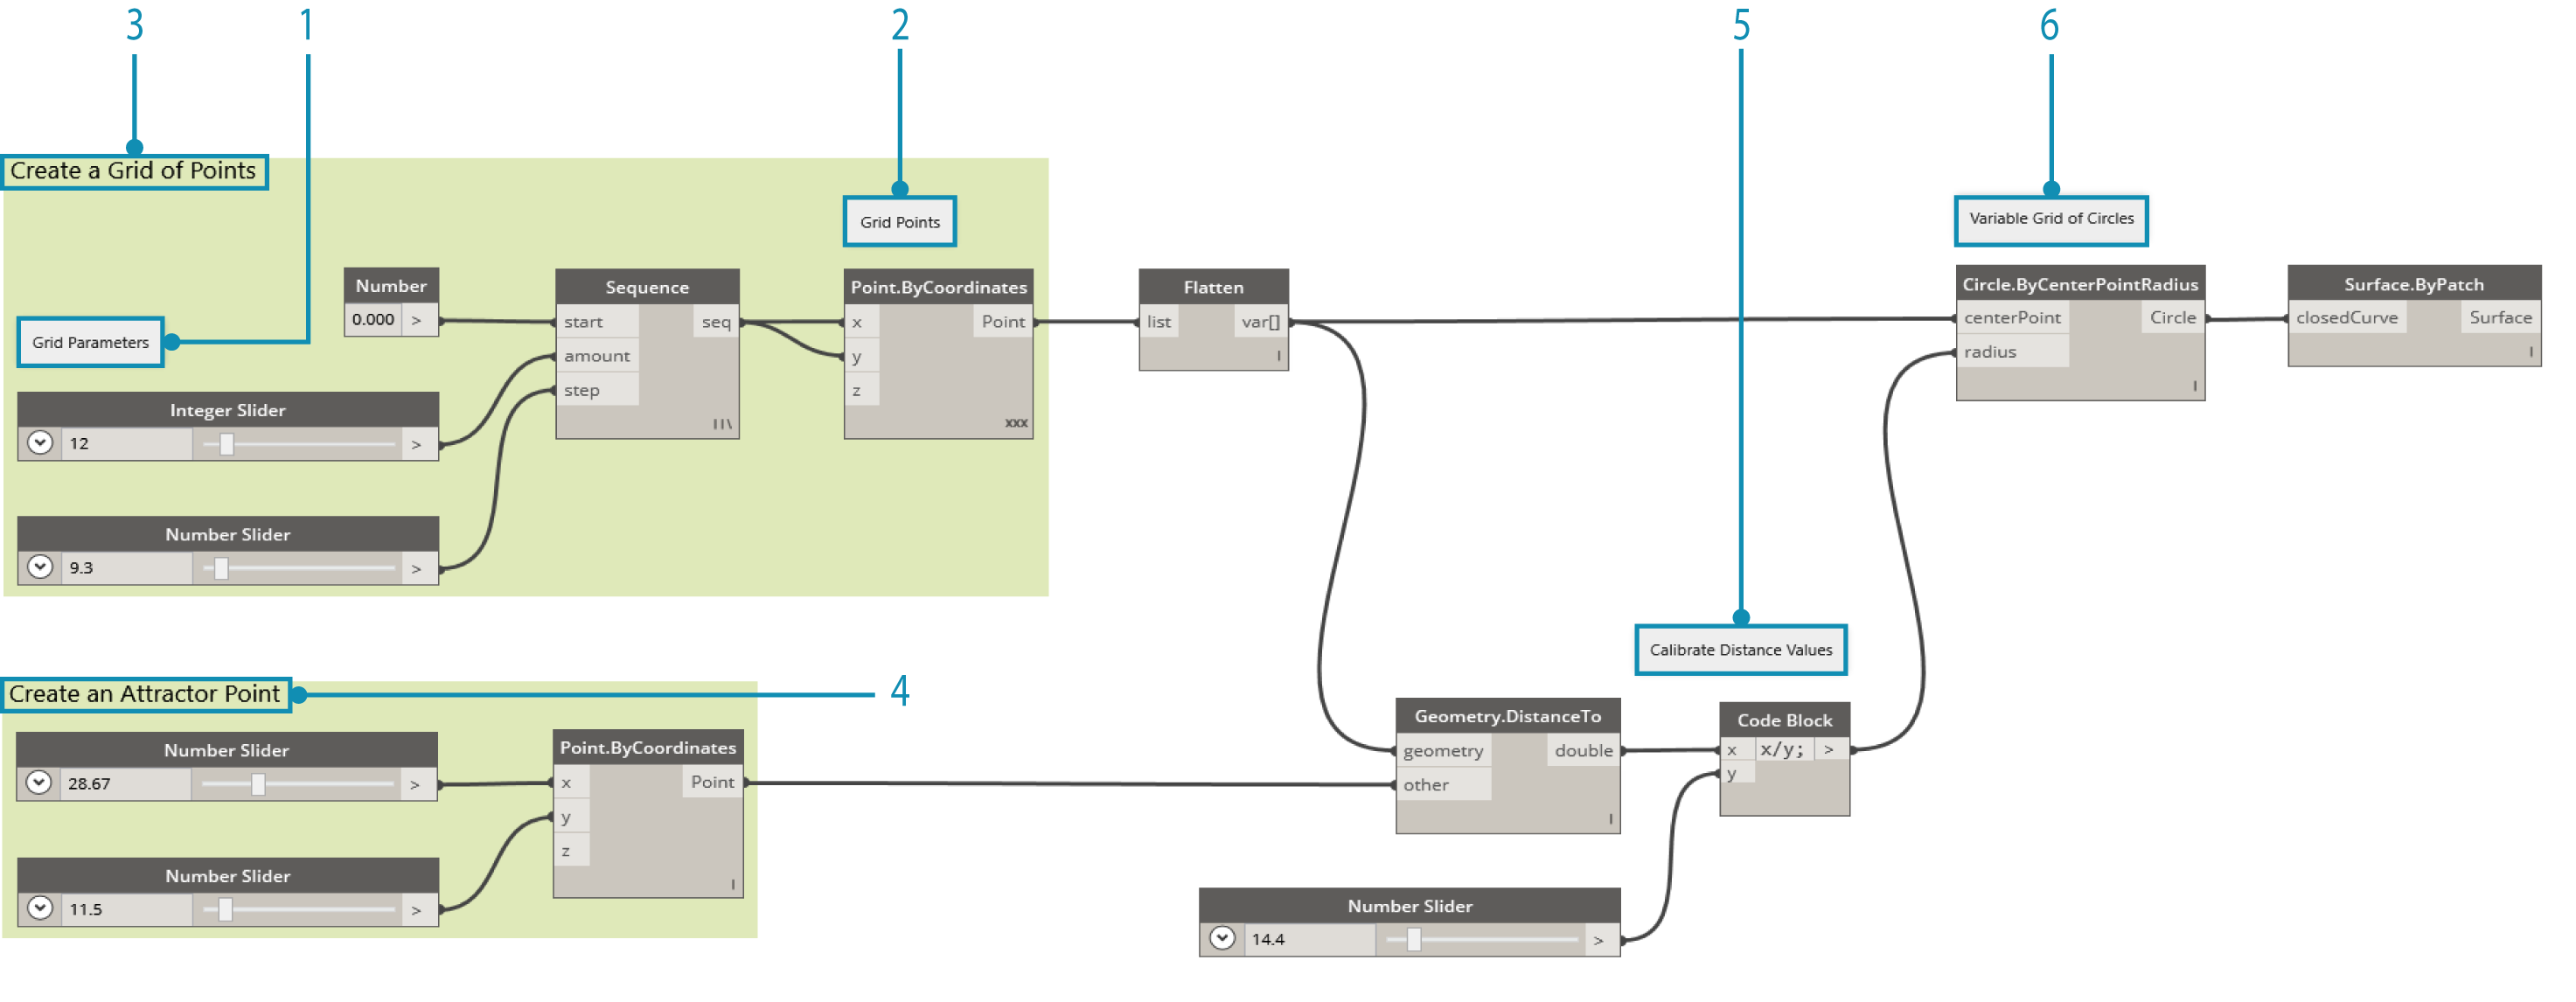 3
1
2
5
6
Create a Grid of Points
Grid Points
Variable Grid of Circles
Grid Parameters
Number
0.000 >
Sequence
start seq
amount
step
I I \
Point.ByCoordinates
x Point
y
z
xxx
Flatten
list var[]
I
Circle.ByCenterPointRadius
centerPoint Circle
radius
I
Surface.ByPatch
closedCurve Surface
I
Integer Slider
12 >
Number Slider
9.3 >
Calibrate Distance Values
Create an Attractor Point
4
Number Slider
28.67 >
Point.ByCoordinates
x Point
y
z
I
Number Slider
11.5 >
Geometry.DistanceTo
geometry double
other
I
Code Block
x x/y; >
y
Number Slider
14.4 >